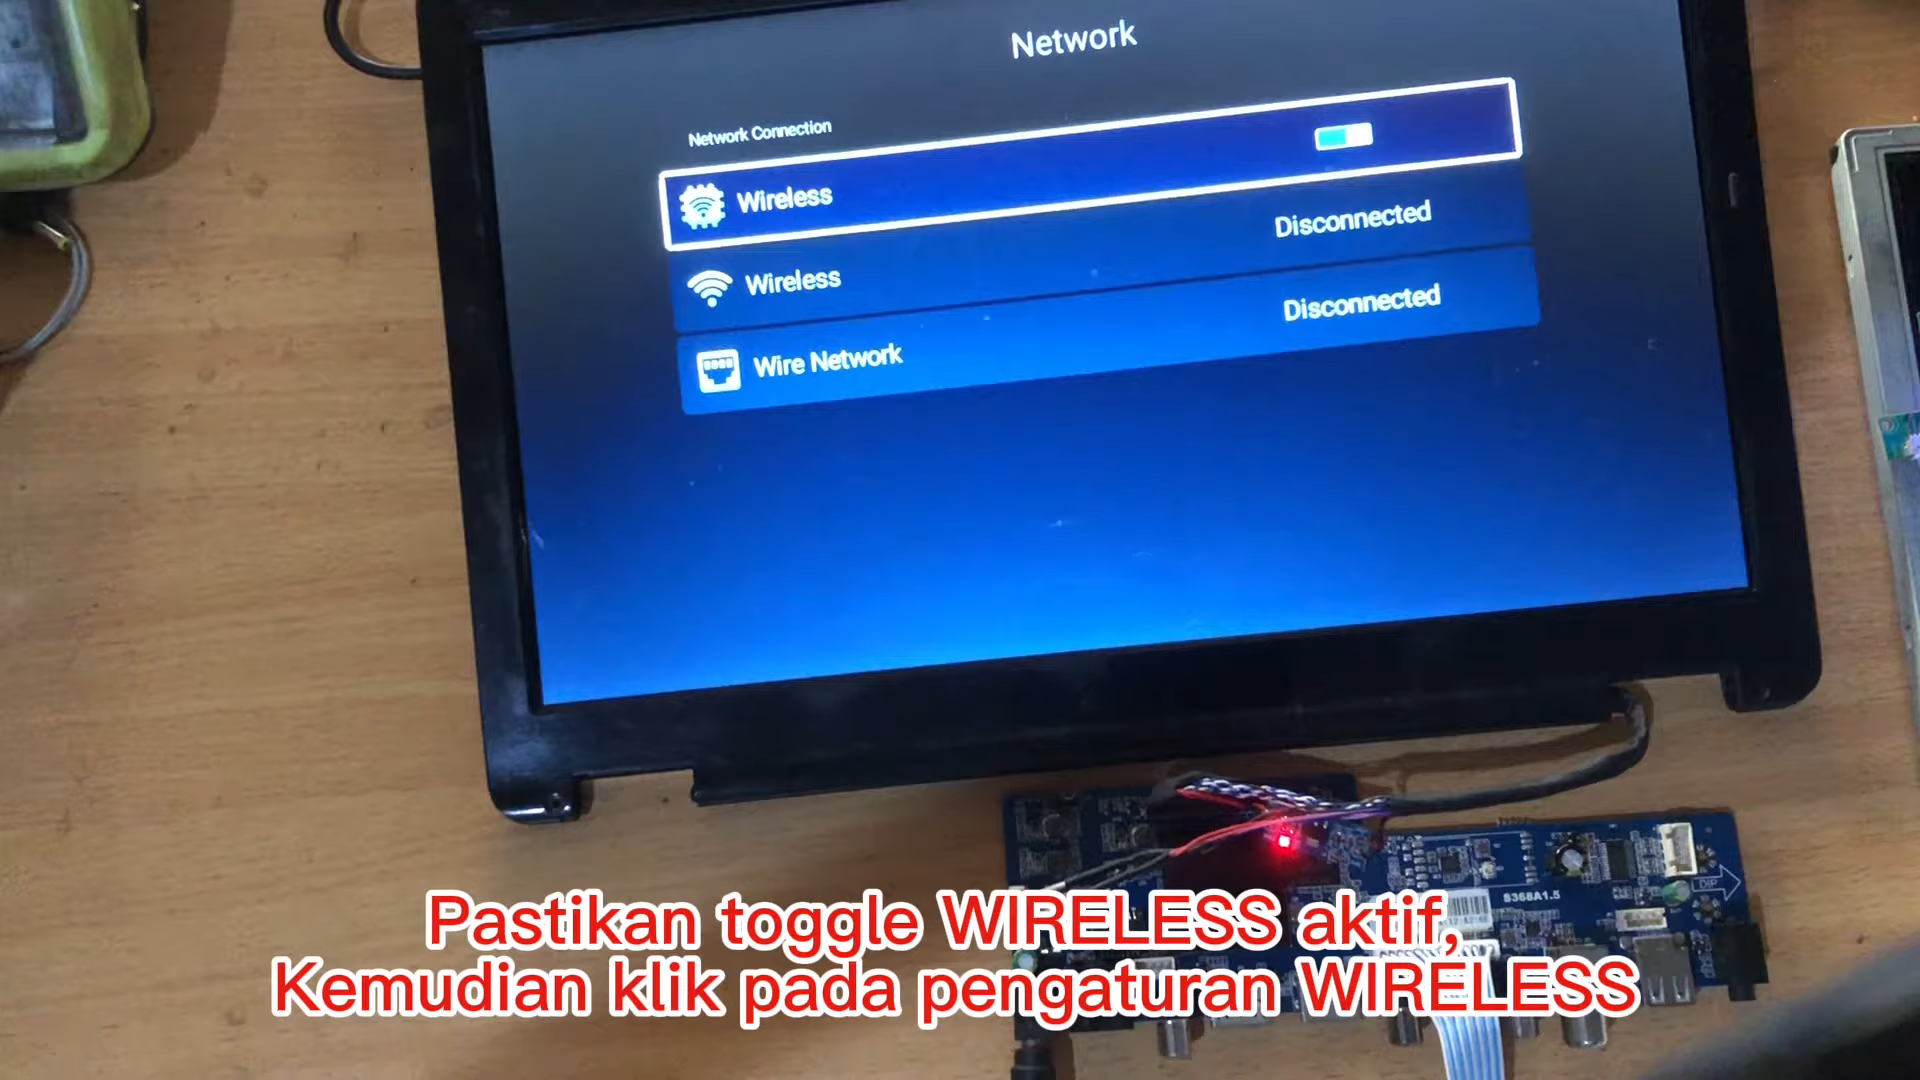 Network
Network Connection
Wireless
Wireless
Disconnected
Wire Network
Disconnected
S368A1.5
DIP
Pastikan toggle WIRELESS aktif,
Kemudian klik pada pengaturan WIRELESS